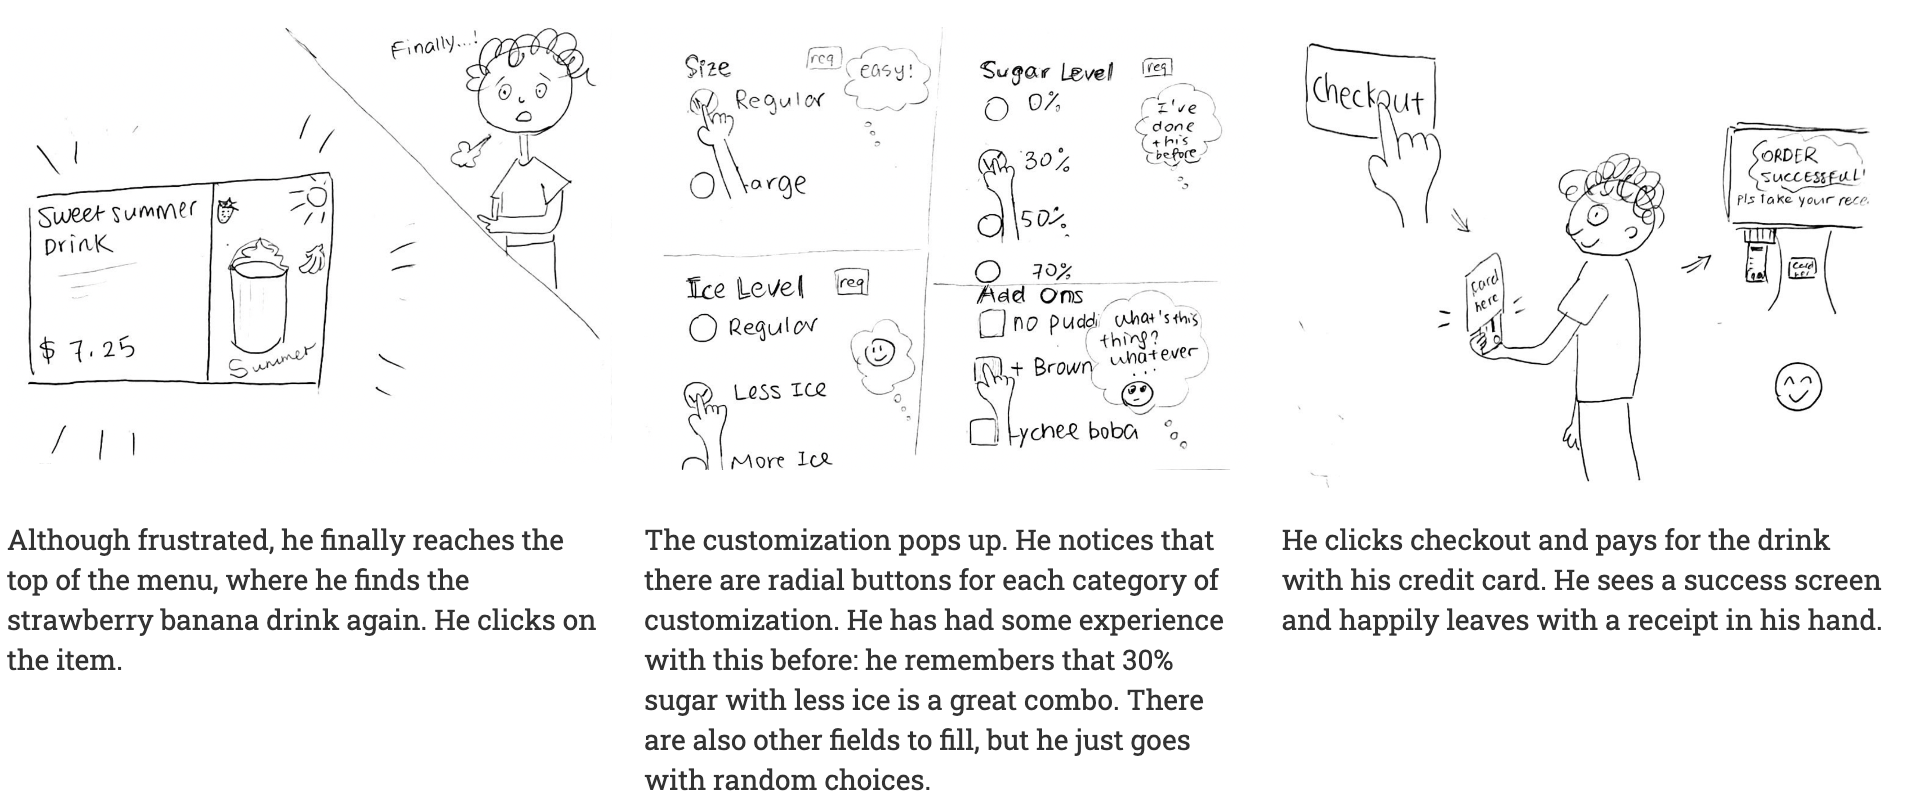 Finally...!
Sweet summer
Drink
$ 7.25
Summer
Size
req
easy!
Regular
Large
Ice Level
req
Regular
Less Ice
More Ice
Sugar Level
req
0%
I've
done
this
before
30%
50%
70%
Add Ons
no puddi
what's this
thing?
whatever
...
+ Brown
Lychee boba
Checkout
Card
here
ORDER
SUCCESSFUL!
Pls Take your rece
Although frustrated, he finally reaches the
top of the menu, where he finds the
strawberry banana drink again. He clicks on
the item.
The customization pops up. He notices that
there are radial buttons for each category of
customization. He has had some experience
with this before: he remembers that 30%
sugar with less ice is a great combo. There
are also other fields to fill, but he just goes
with random choices.
He clicks checkout and pays for the drink
with his credit card. He sees a success screen
and happily leaves with a receipt in his hand.